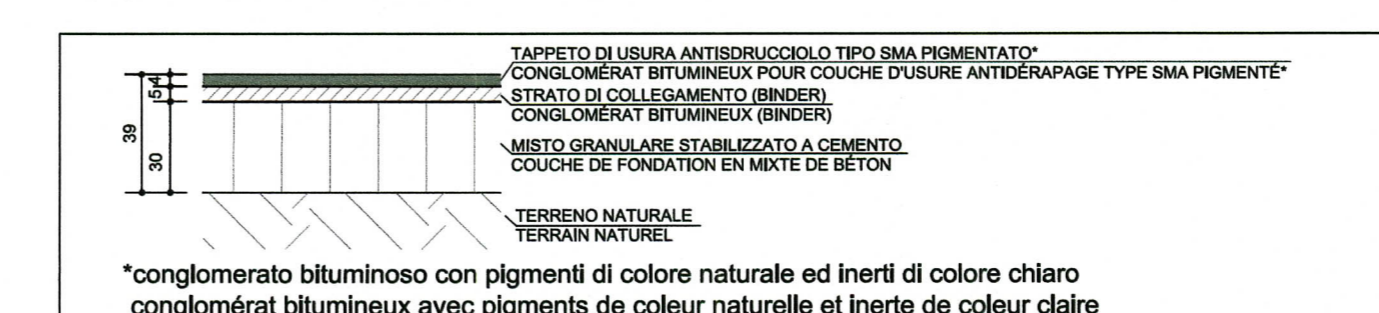 TAPPETO DI USURA ANTISDRUCCIOLO TIPO SMA PIGMENTATO*
CONGLOMÉRAT BITUMINEUX POUR COUCHE D'USURE ANTIDÉRAPAGE TYPE SMA PIGMENTÉ*
STRATO DI COLLEGAMENTO (BINDER)
CONGLOMÉRAT BITUMINEUX (BINDER)
MISTO GRANULARE STABILIZZATO A CEMENTO
COUCHE DE FONDATION EN MIXTE DE BÉTON
TERRENO NATURALE
TERRAIN NATUREL
4
5
39
30
*conglomerato bituminoso con pigmenti di colore naturale ed inerti di colore chiaro
conglomérat bitumineux avec pigments de coleur naturelle et inerte de coleur claire